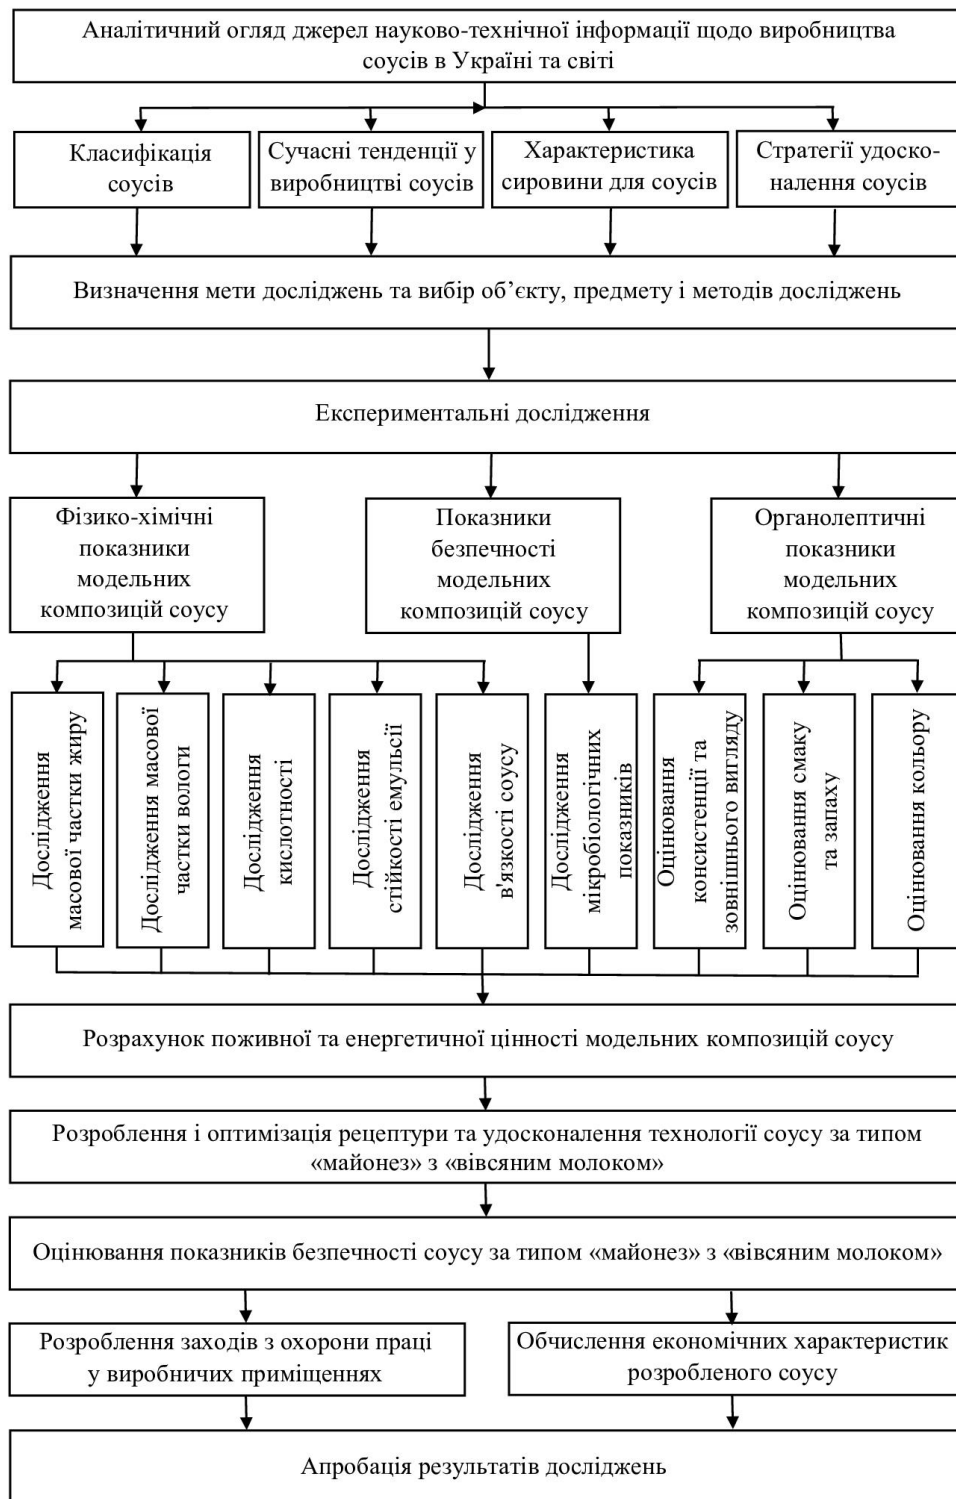 Аналітичний огляд джерел науково-технічної інформації щодо виробництва
соусів в Україні та світі
Класифікація
соусів
Сучасні тенденції у
виробництві соусів
Характеристика
сировини для соусів
Стратегії удоско-
налення соусів
Визначення мети досліджень та вибір об’єкту, предмету і методів досліджень
Експериментальні дослідження
Фізико-хімічні
показники
модельних
композицій соусу
Показники
безпечності
модельних
композицій соусу
Органолептичні
показники
модельних
композицій соусу
Дослідження
масової частки жиру
Дослідження масової
частки вологи
Дослідження
кислотності
Дослідження
стійкості емульсії
Дослідження
в'язкості соусу
Дослідження
мікробіологічних
показників
Оцінювання
консистенції та
зовнішнього вигляду
Оцінювання смаку
та запаху
Оцінювання кольору
Розрахунок поживної та енергетичної цінності модельних композицій соусу
Розроблення і оптимізація рецептури та удосконалення технології соусу за типом
«майонез» з «вівсяним молоком»
Оцінювання показників безпечності соусу за типом «майонез» з «вівсяним молоком»
Розроблення заходів з охорони праці
у виробничих приміщеннях
Обчислення економічних характеристик
розробленого соусу
Апробація результатів досліджень